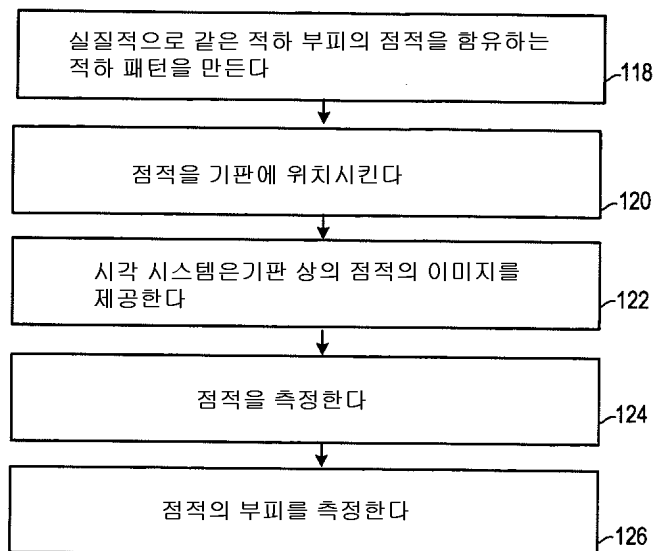 실질적으로 같은 적하 부피의 점적을 함유하는
적하 패턴을 만든다
118
점적을 기판에 위치시킨다
120
시각 시스템은기판 상의 점적의 이미지를
제공한다
122
점적을 측정한다
124
점적의 부피를 측정한다
126